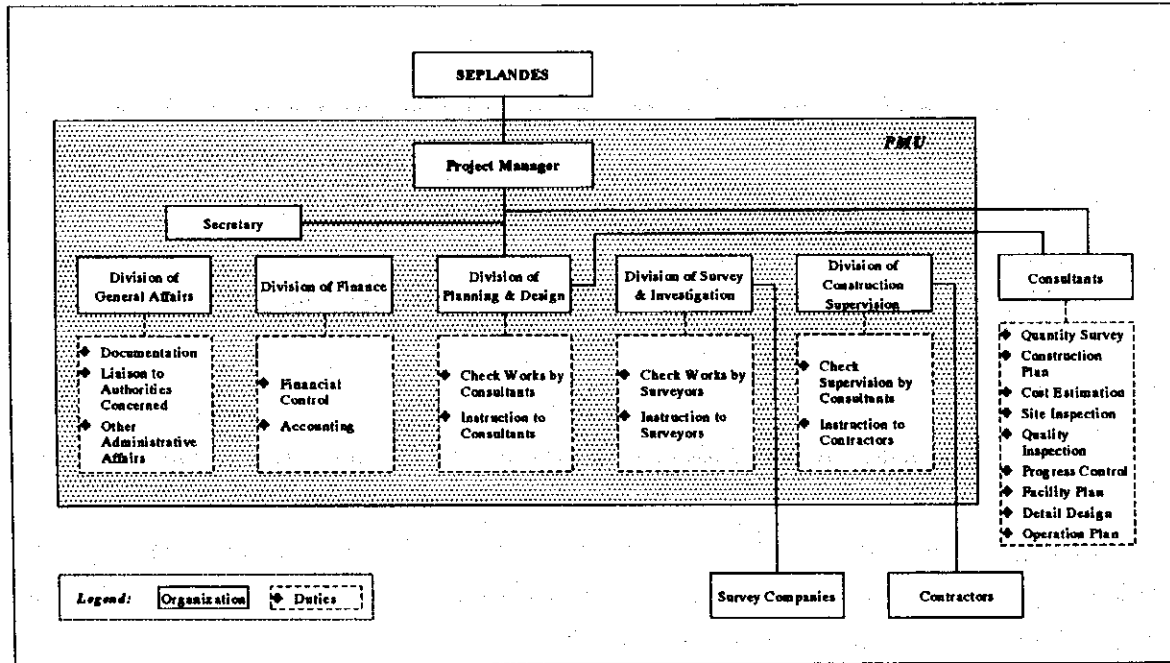 SEPLANDES
PMU
Project Manager
Secretary
Division of
General Affairs
Division of Finance
Division of
Planning & Design
Division of Survey
& Investigation
Division of
Construction
Supervision
Consultants
◆ Documentation
◆ Liaison to
Authorities
Concerned
◆ Other
Administrative
Affairs
◆ Financial
Control
◆ Accounting
◆ Check Works by
Consultants
◆ Instruction to
Consultants
◆ Check Works by
Surveyors
◆ Instruction to
Surveyors
◆ Check
Supervision by
Consultants
◆ Instruction to
Contractors
◆ Quantity Survey
◆ Construction
Plan
◆ Cost Estimation
◆ Site Inspection
◆ Quality
Inspection
◆ Progress Control
◆ Facility Plan
◆ Detail Design
◆ Operation Plan
Survey Companies
Contractors
Legend:
Organization
◆ Duties